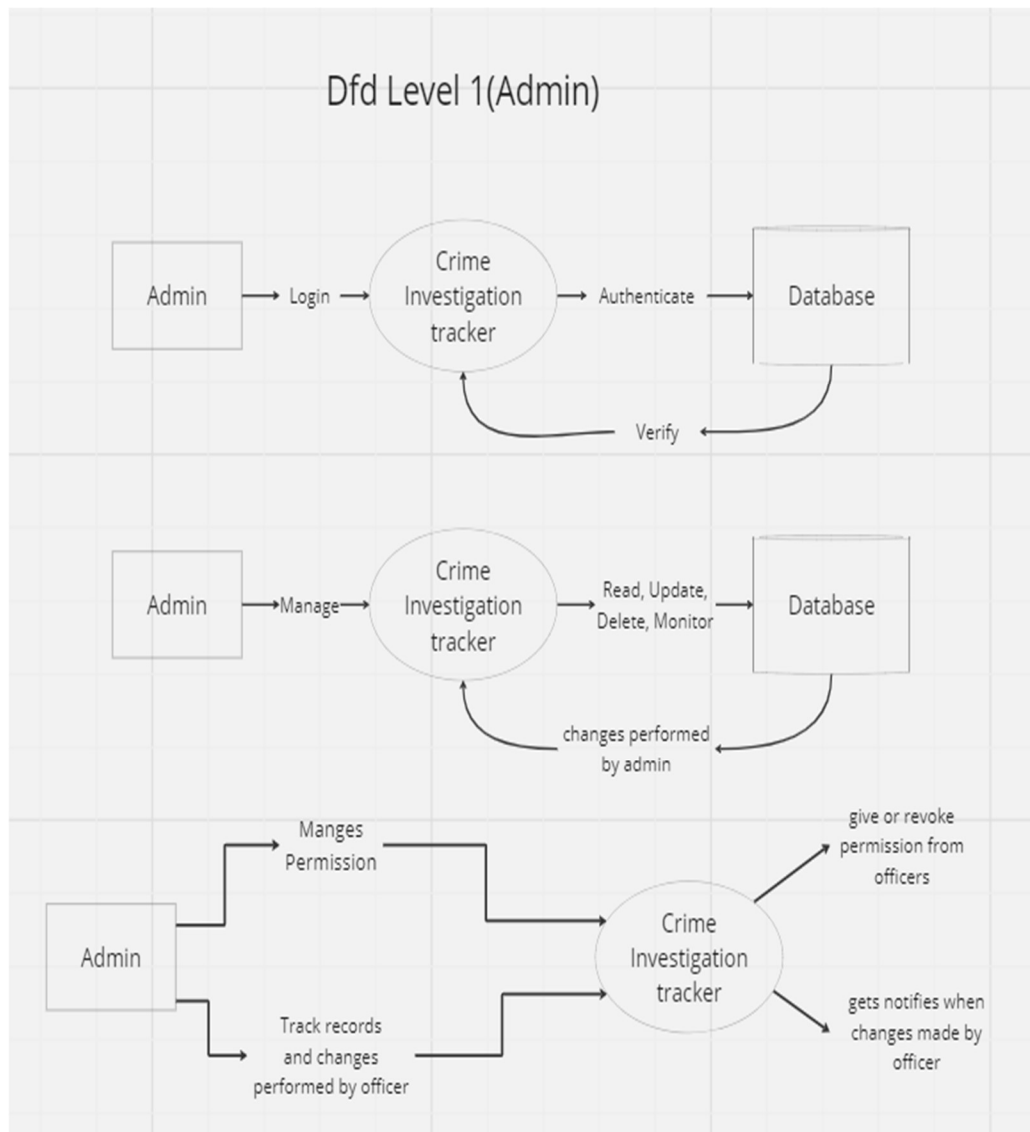 Dfd Level 1(Admin)
Admin
Login
Crime
Investigation
tracker
Authenticate
Database
Verify
Admin
Manage
Crime
Investigation
tracker
Read, Update,
Delete, Monitor
Database
changes performed
by admin
Admin
Manges
Permission
Track records
and changes
performed by officer
Crime
Investigation
tracker
give or revoke
permission from
officers
gets notifies when
changes made by
officer